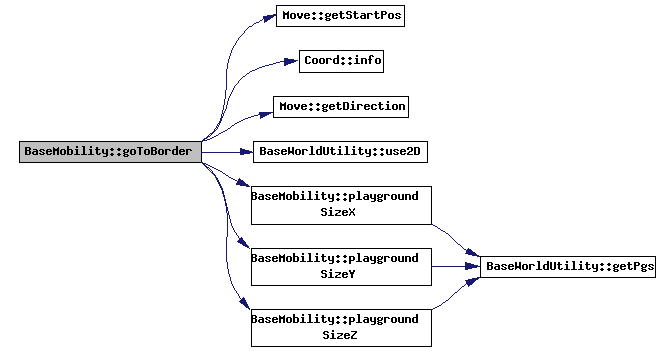 Move::getStartPos
Coord::info
Move::getDirection
BaseMobility::goToBorder
BaseWorldUtility::use2D
BaseMobility::playground
SizeX
BaseMobility::playground
SizeY
BaseWorldUtility::getPgs
BaseMobility::playground
SizeZ